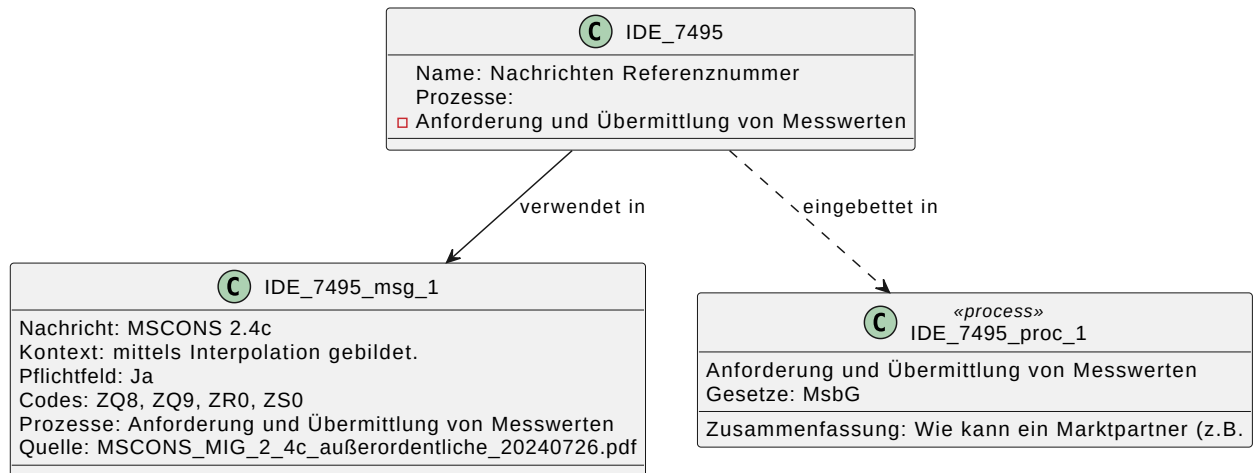 C IDE_7495
Name: Nachrichten Referenznummer
Prozesse:
Anforderung und Übermittlung von Messwerten
verwendet in
eingebettet in
C IDE_7495_msg_1
Nachricht: MSCONS 2.4c
Kontext: mittels Interpolation gebildet.
Pflichtfeld: Ja
Codes: ZQ8, ZQ9, ZR0, ZS0
Prozesse: Anforderung und Übermittlung von Messwerten
Quelle: MSCONS_MIG_2_4c_außerordentliche_20240726.pdf
«process»
C IDE_7495_proc_1
Anforderung und Übermittlung von Messwerten
Gesetze: MsbG
Zusammenfassung: Wie kann ein Marktpartner (z.B.